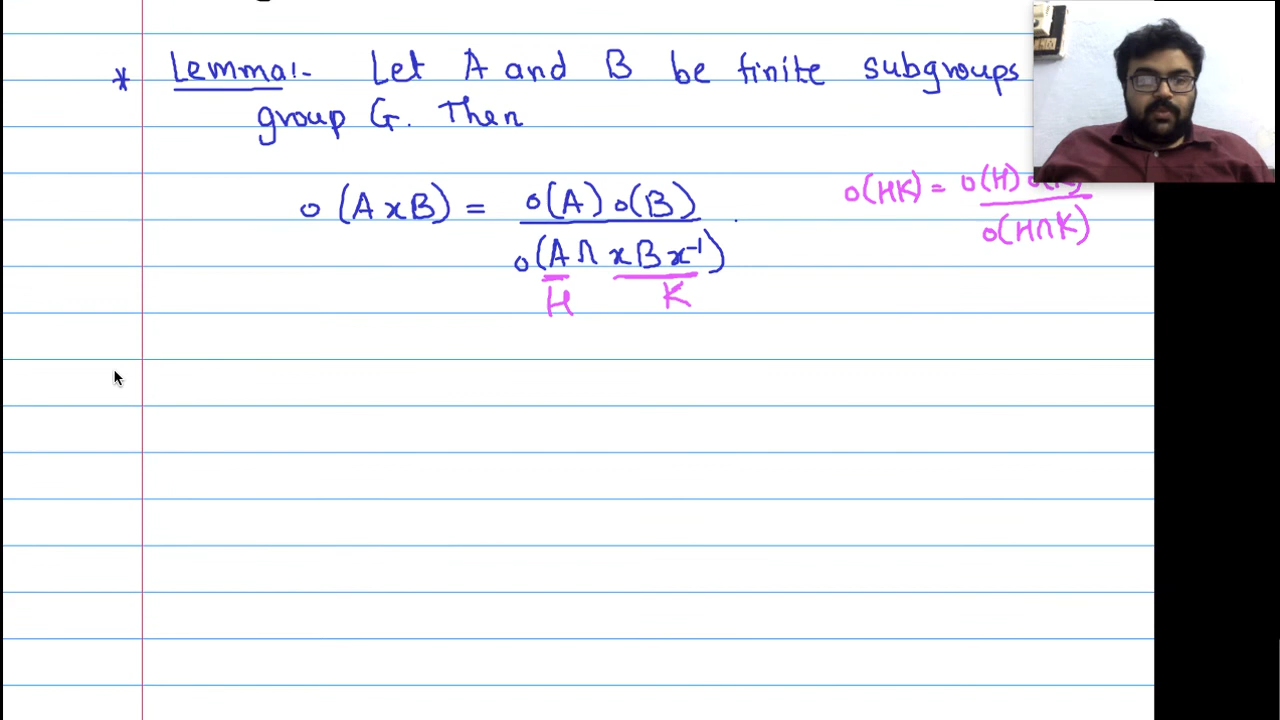 * Lemma:- Let A and B be finite subgroups
group G. Then
o(AxB) = o(A) o(B) / o(A ∩ xBx⁻¹)
o(HK) = o(H) / o(H∩K)
H K